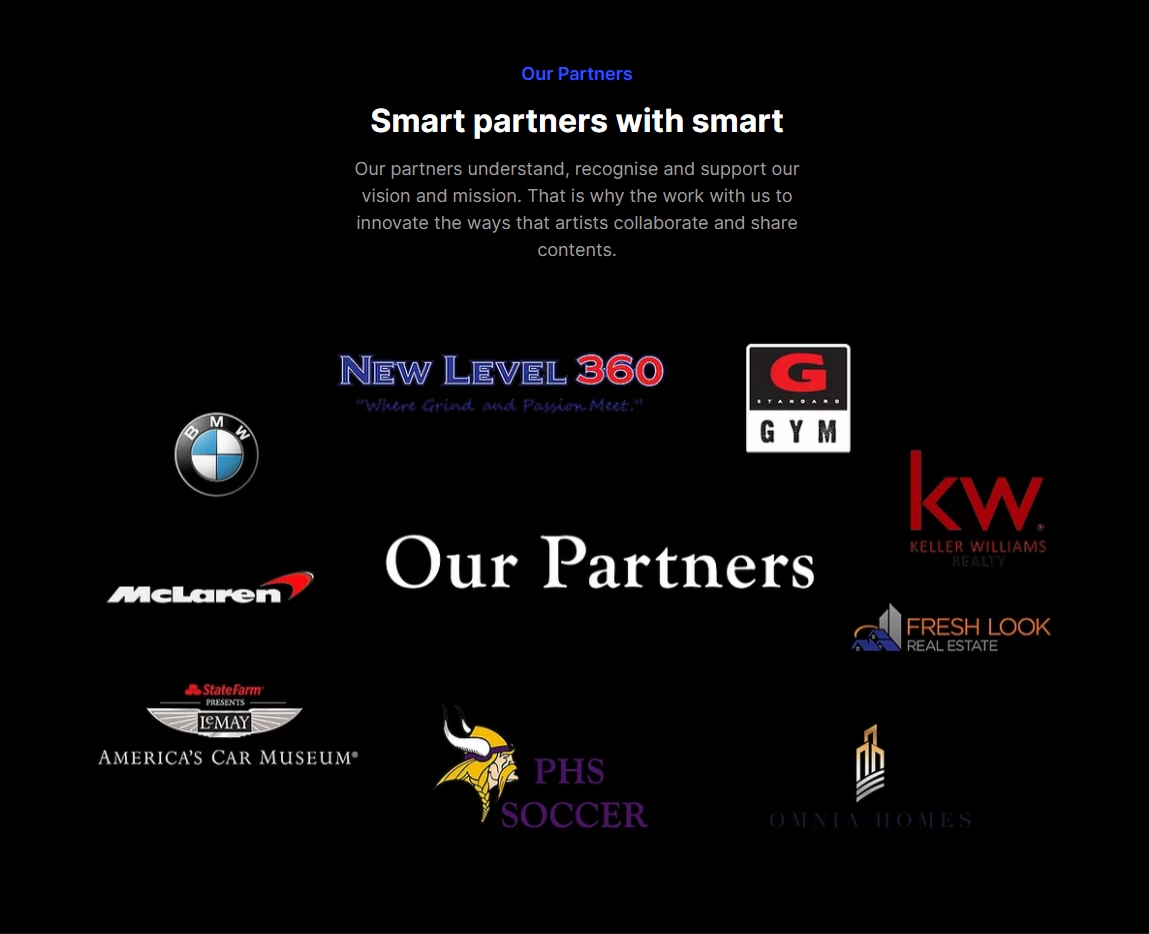 Our Partners
Smart partners with smart
Our partners understand, recognise and support our
vision and mission. That is why the work with us to
innovate the ways that artists collaborate and share
contents.
NEW LEVEL 360
“Where Grind and Passion Meet.”
G
STANDARD
GYM
BMW
kw.
KELLER WILLIAMS
REALTY
Our Partners
McLaren
FRESH LOOK
REAL ESTATE
StateFarm
PRESENTS
LeMAY
AMERICA'S CAR MUSEUM®
PHS
SOCCER
OMNIA HOMES